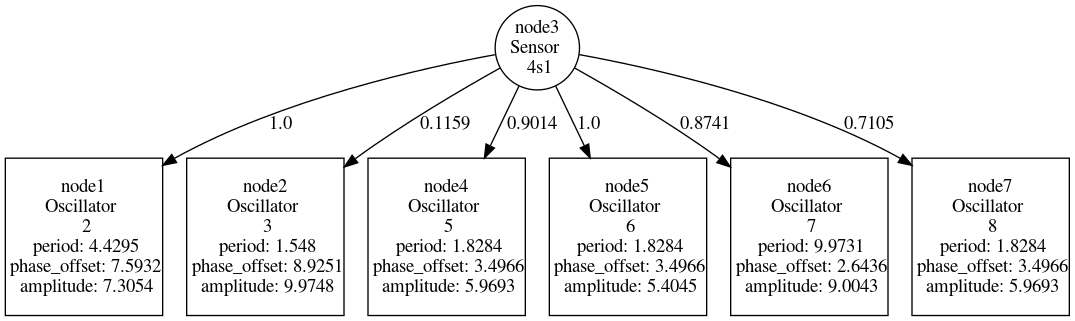 node3
Sensor
4s1
1.0
0.1159
0.9014
1.0
0.8741
0.7105
node1
Oscillator
2
period: 4.4295
phase_offset: 7.5932
amplitude: 7.3054
node2
Oscillator
3
period: 1.548
phase_offset: 8.9251
amplitude: 9.9748
node4
Oscillator
5
period: 1.8284
phase_offset: 3.4966
amplitude: 5.9693
node5
Oscillator
6
period: 1.8284
phase_offset: 3.4966
amplitude: 5.4045
node6
Oscillator
7
period: 9.9731
phase_offset: 2.6436
amplitude: 9.0043
node7
Oscillator
8
period: 1.8284
phase_offset: 3.4966
amplitude: 5.9693